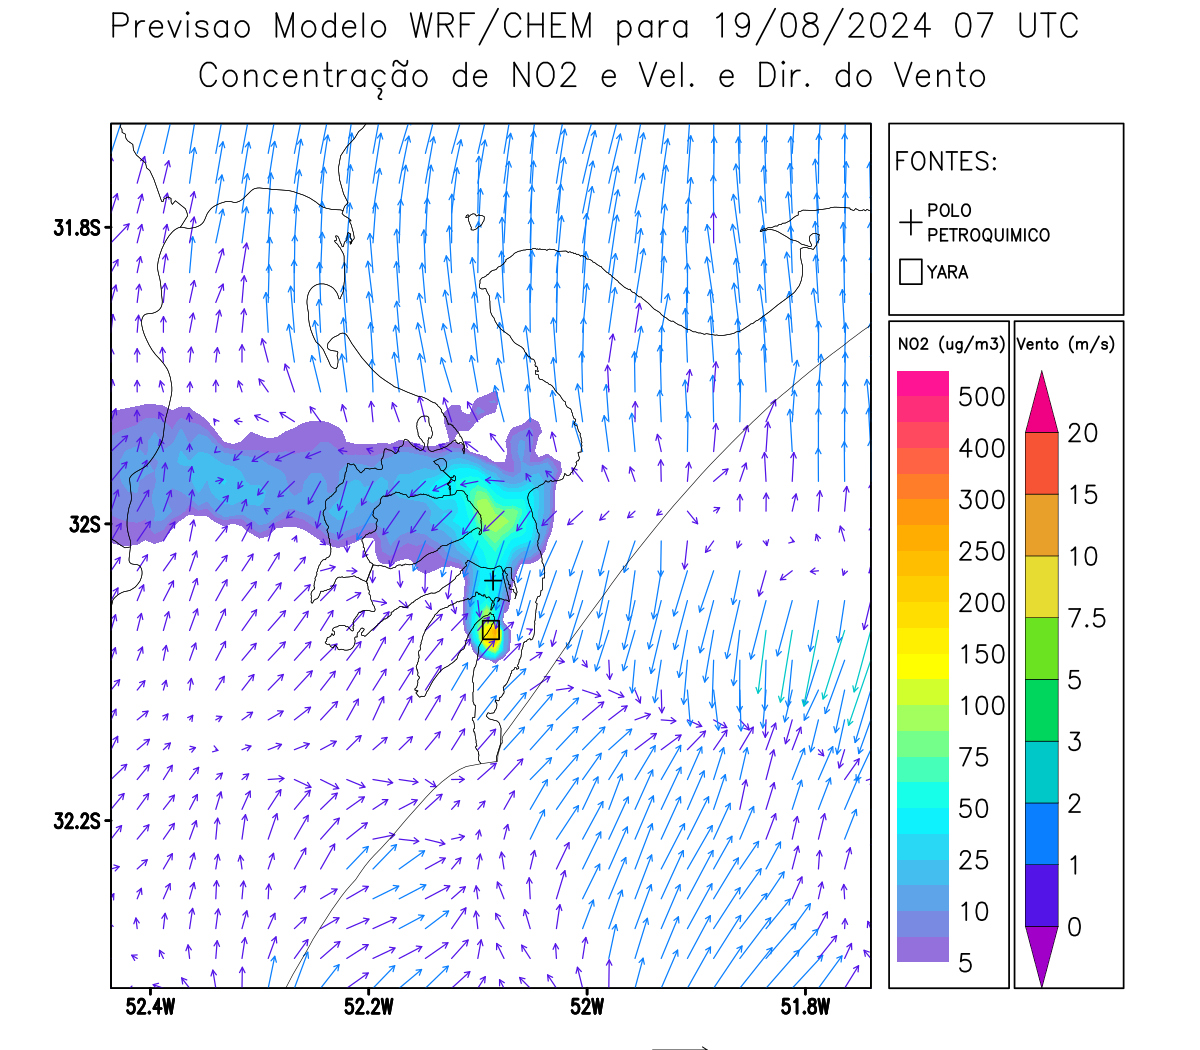 Previsao Modelo WRF/CHEM para 19/08/2024 07 UTC
Concentração de NO2 e Vel. e Dir. do Vento
FONTES:
POLO
PETROQUIMICO
YARA
NO2 (ug/m3)
500
400
300
250
200
150
100
75
50
25
10
5
Vento (m/s)
20
15
10
7.5
5
3
2
1
0
31.8S
32S
32.2S
52.4W
52.2W
52W
51.8W